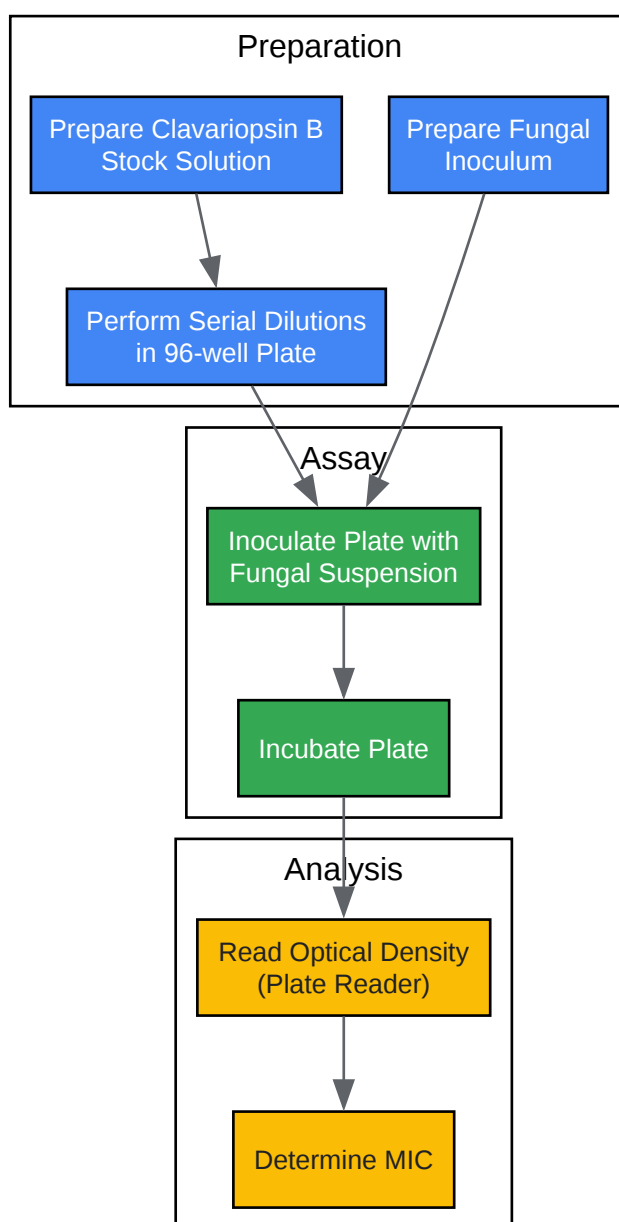 Preparation
Prepare Clavariopsin B
Stock Solution
Prepare Fungal
Inoculum
Perform Serial Dilutions
in 96-well Plate
Assay
Inoculate Plate with
Fungal Suspension
Incubate Plate
Analysis
Read Optical Density
(Plate Reader)
Determine MIC